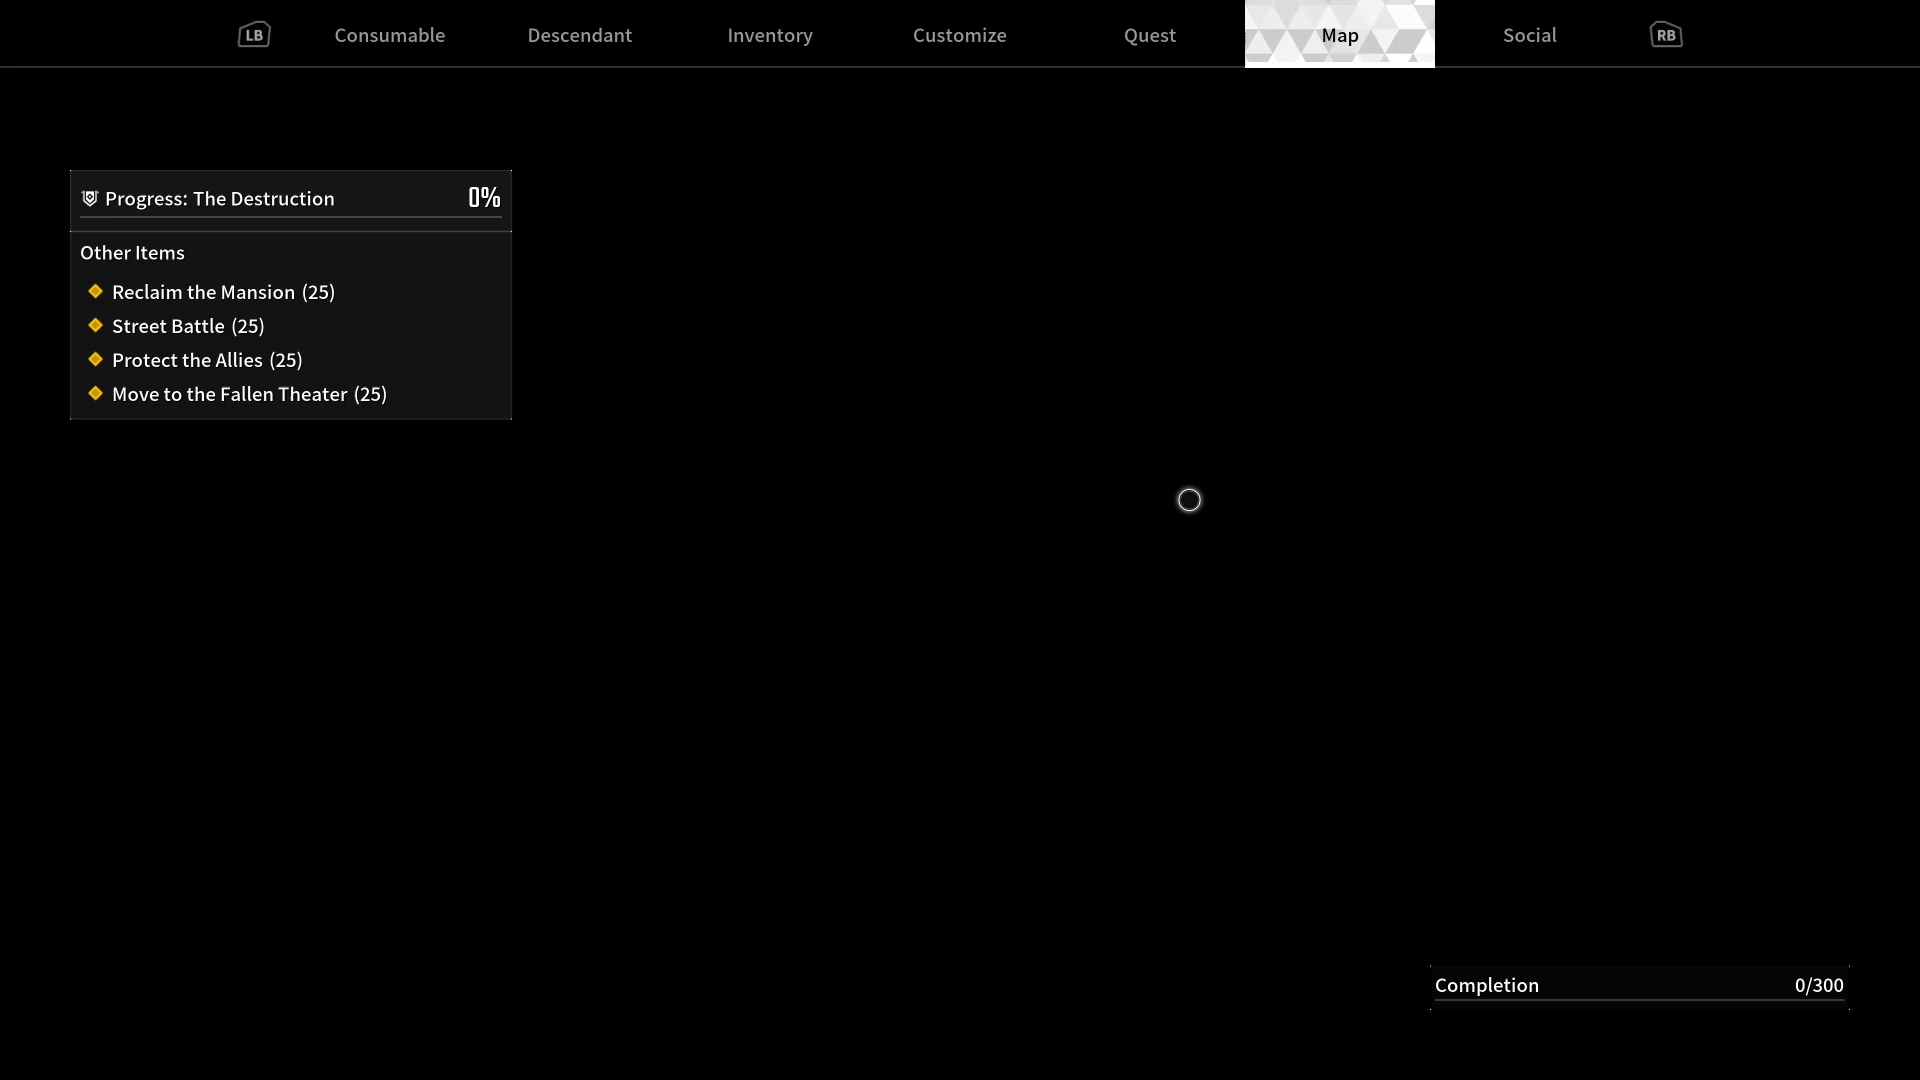 LB Consumable Descendant Inventory Customize Quest Map Social RB
Progress: The Destruction 0%
Other Items
Reclaim the Mansion (25)
Street Battle (25)
Protect the Allies (25)
Move to the Fallen Theater (25)
Completion 0/300